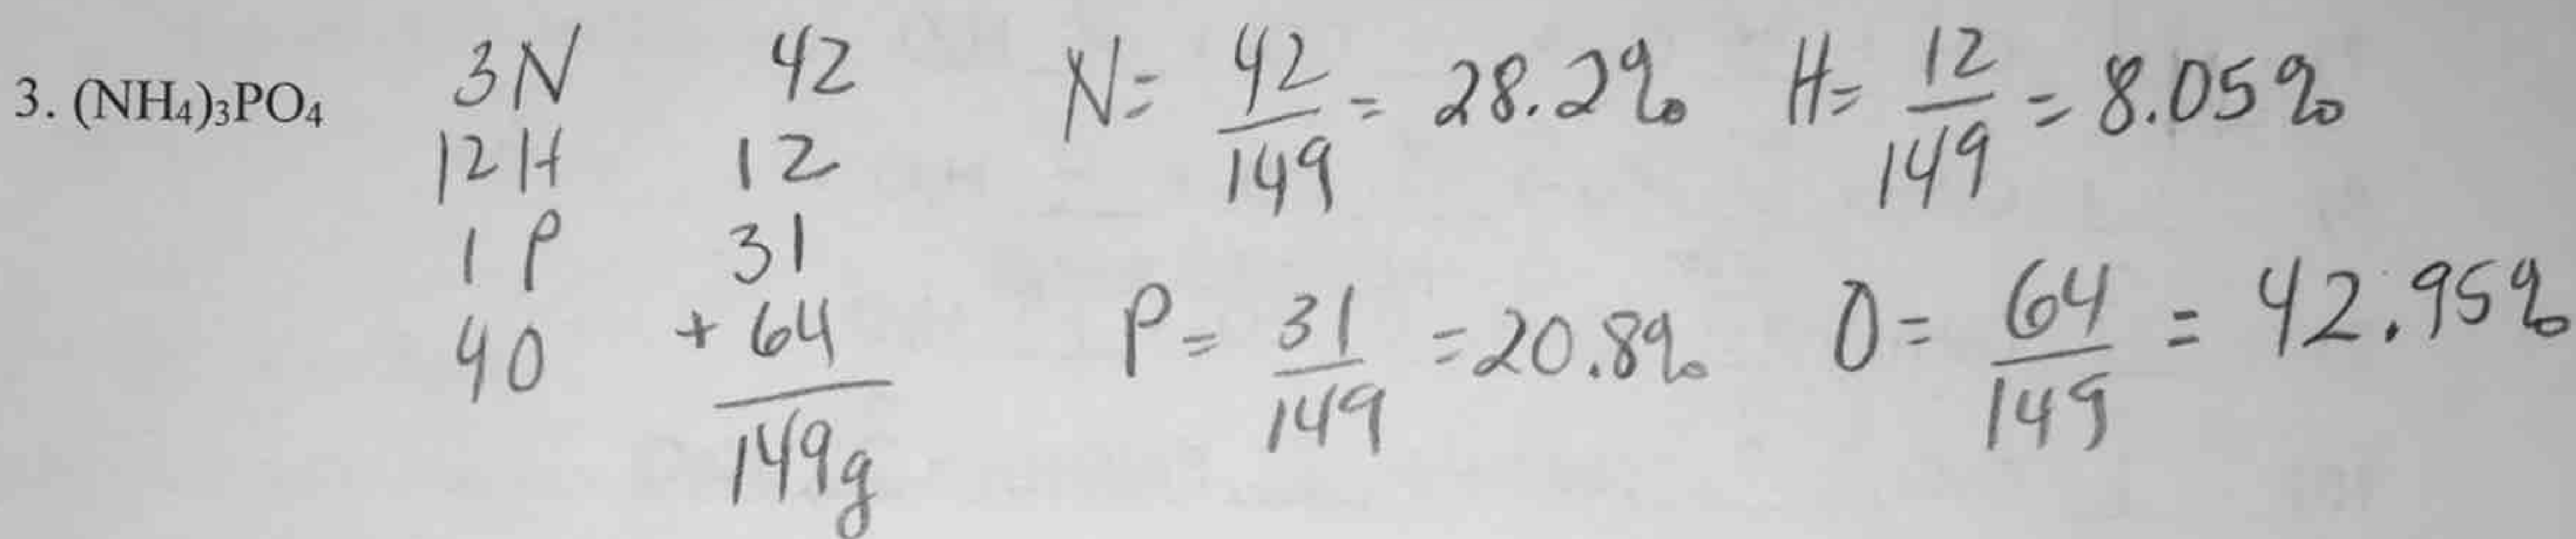 3. (NH₄)₃PO₄ 3N 42 N = 42/149 = 28.2% H = 12/149 = 8.05%
12H 12
1P 31
4O + 64 P = 31/149 = 20.8% O = 64/149 = 42.95%
149g